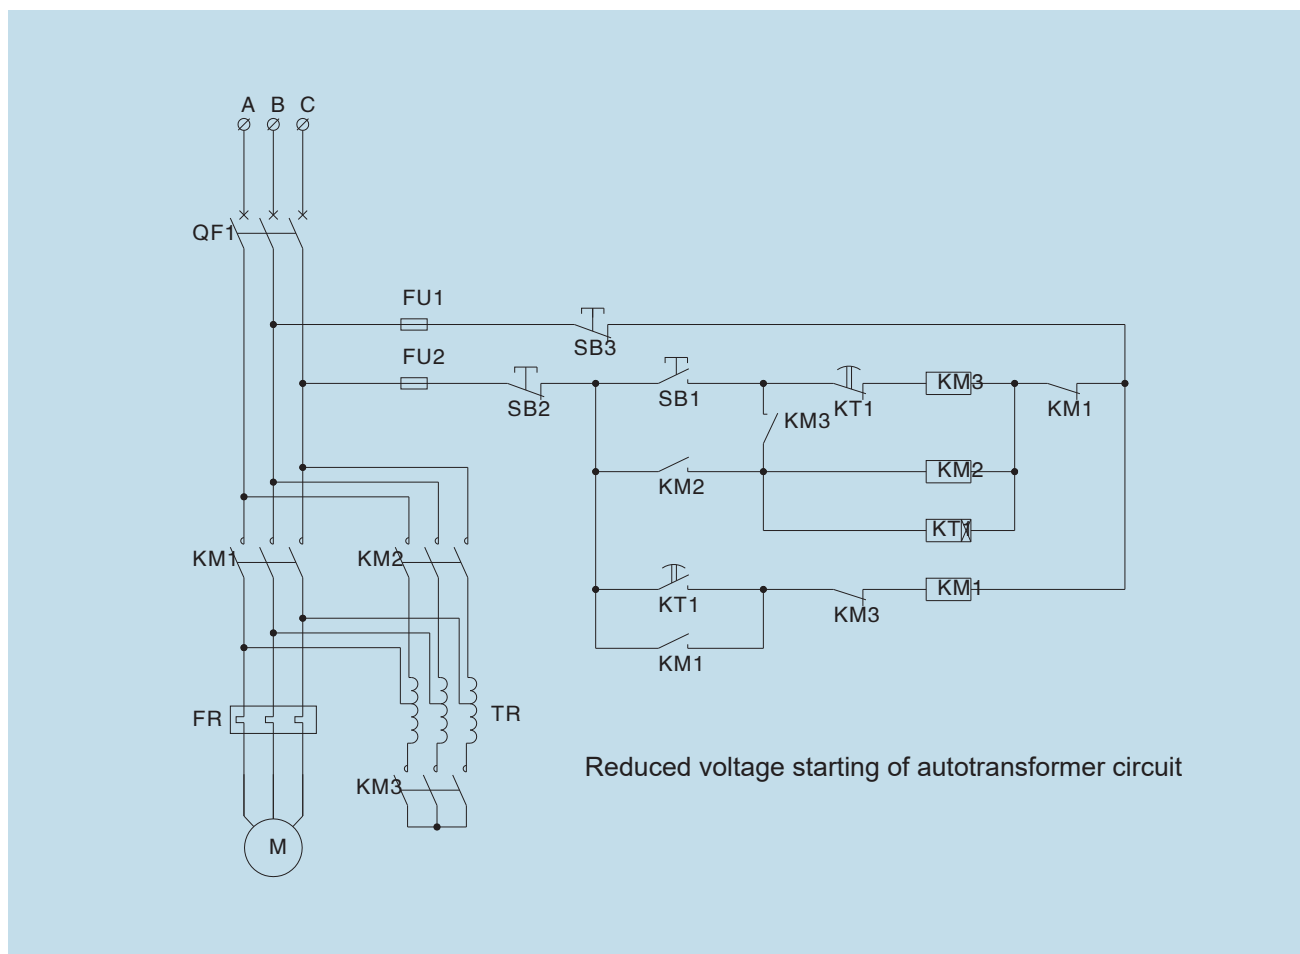 A B C
QF1
FU1
SB3
FU2
SB2
SB1
KT1
KM3
KM1
KM3
KM2
KM2
KT1
KM1
KM2
KT1
KM3
KM1
KM1
FR
TR
KM3
M
Reduced voltage starting of autotransformer circuit